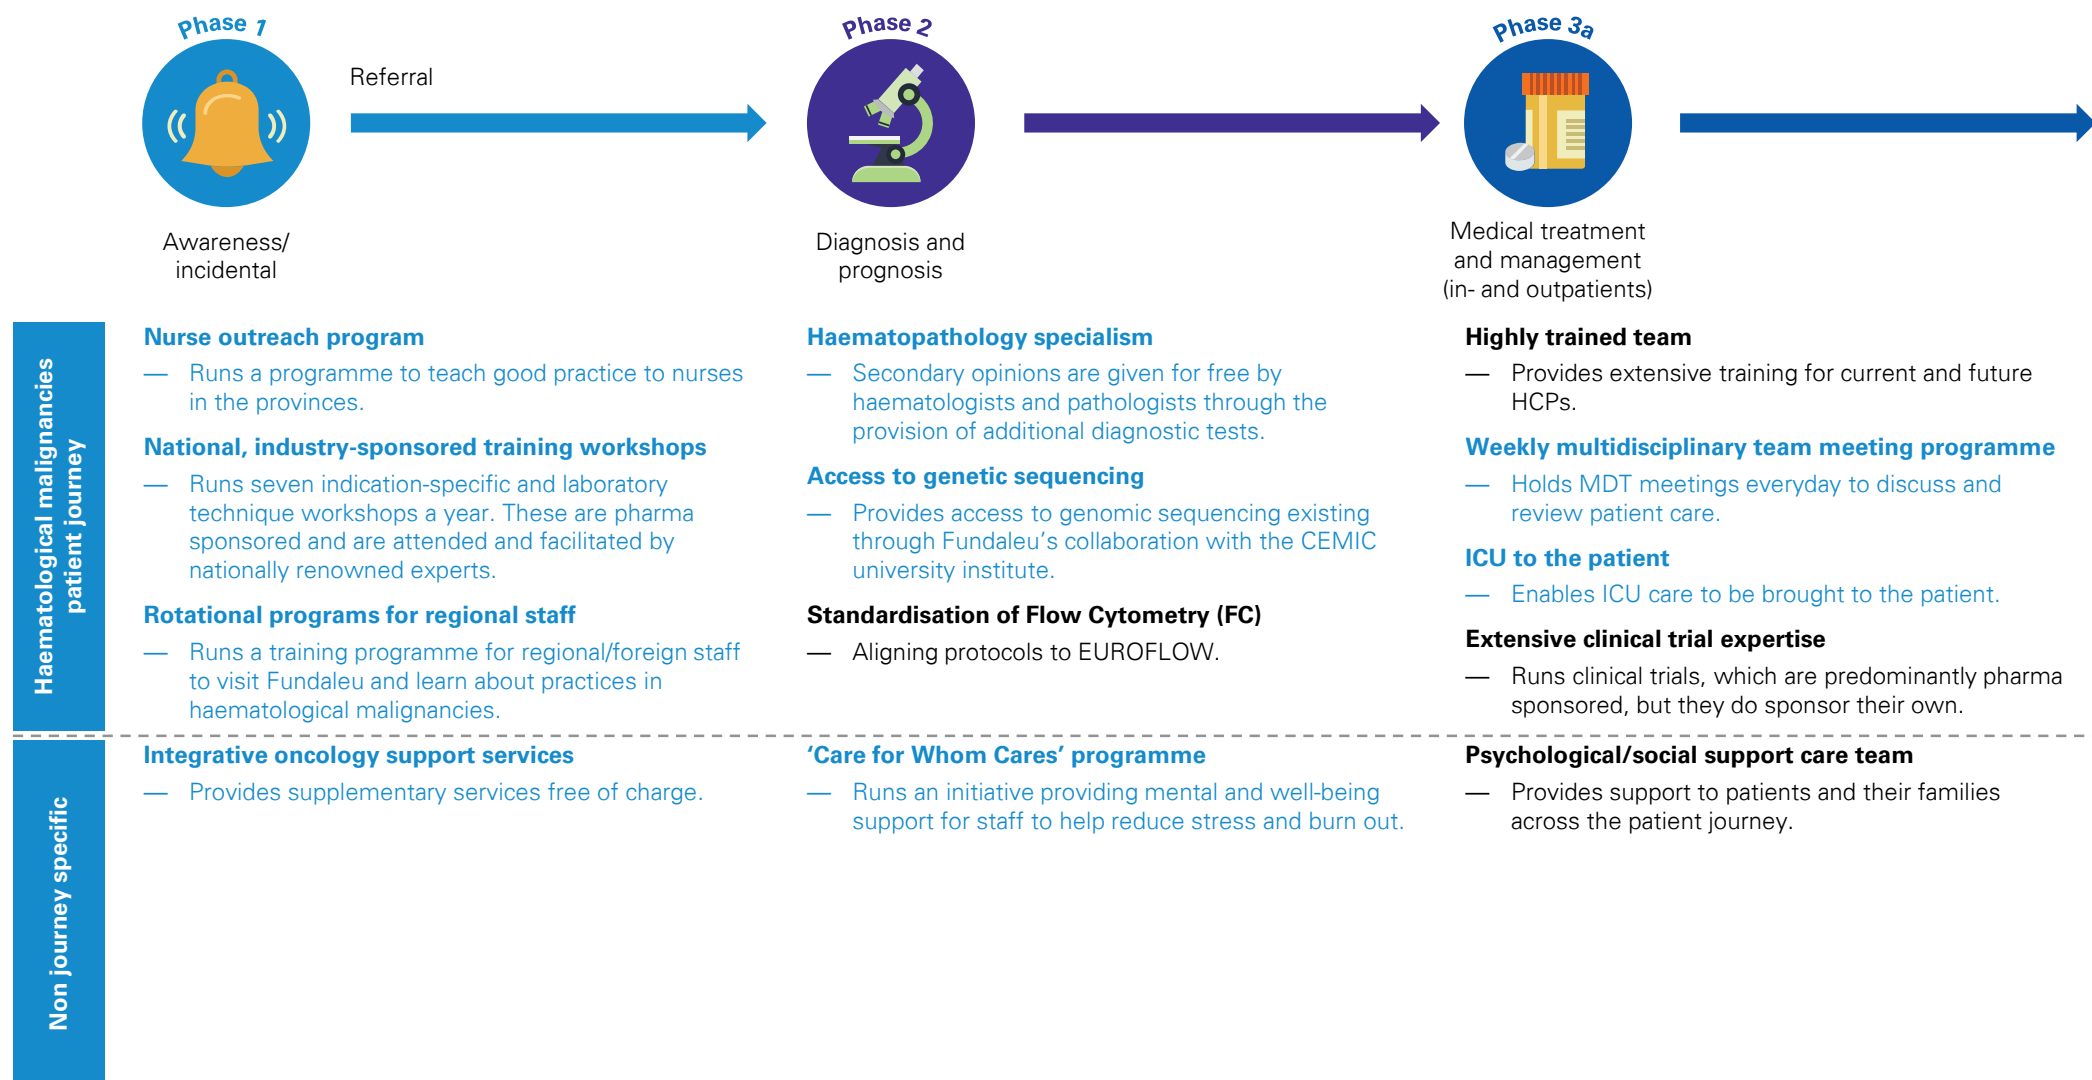 Phase 1
Referral
Awareness/
incidental
Phase 2
Diagnosis and
prognosis
Phase 3a
Medical treatment
and management
(in- and outpatients)
Haematological malignancies
patient journey
Nurse outreach program
— Runs a programme to teach good practice to nurses
in the provinces.
National, industry-sponsored training workshops
— Runs seven indication-specific and laboratory
technique workshops a year. These are pharma
sponsored and are attended and facilitated by
nationally renowned experts.
Rotational programs for regional staff
— Runs a training programme for regional/foreign staff
to visit Fundaleu and learn about practices in
haematological malignancies.
Haematopathology specialism
— Secondary opinions are given for free by
haematologists and pathologists through the
provision of additional diagnostic tests.
Access to genetic sequencing
— Provides access to genomic sequencing existing
through Fundaleu's collaboration with the CEMIC
university institute.
Standardisation of Flow Cytometry (FC)
— Aligning protocols to EUROFLOW.
Highly trained team
— Provides extensive training for current and future
HCPs.
Weekly multidisciplinary team meeting programme
— Holds MDT meetings everyday to discuss and
review patient care.
ICU to the patient
— Enables ICU care to be brought to the patient.
Extensive clinical trial expertise
— Runs clinical trials, which are predominantly pharma
sponsored, but they do sponsor their own.
Non journey specific
Integrative oncology support services
— Provides supplementary services free of charge.
‘Care for Whom Cares’ programme
— Runs an initiative providing mental and well-being
support for staff to help reduce stress and burn out.
Psychological/social support care team
— Provides support to patients and their families
across the patient journey.